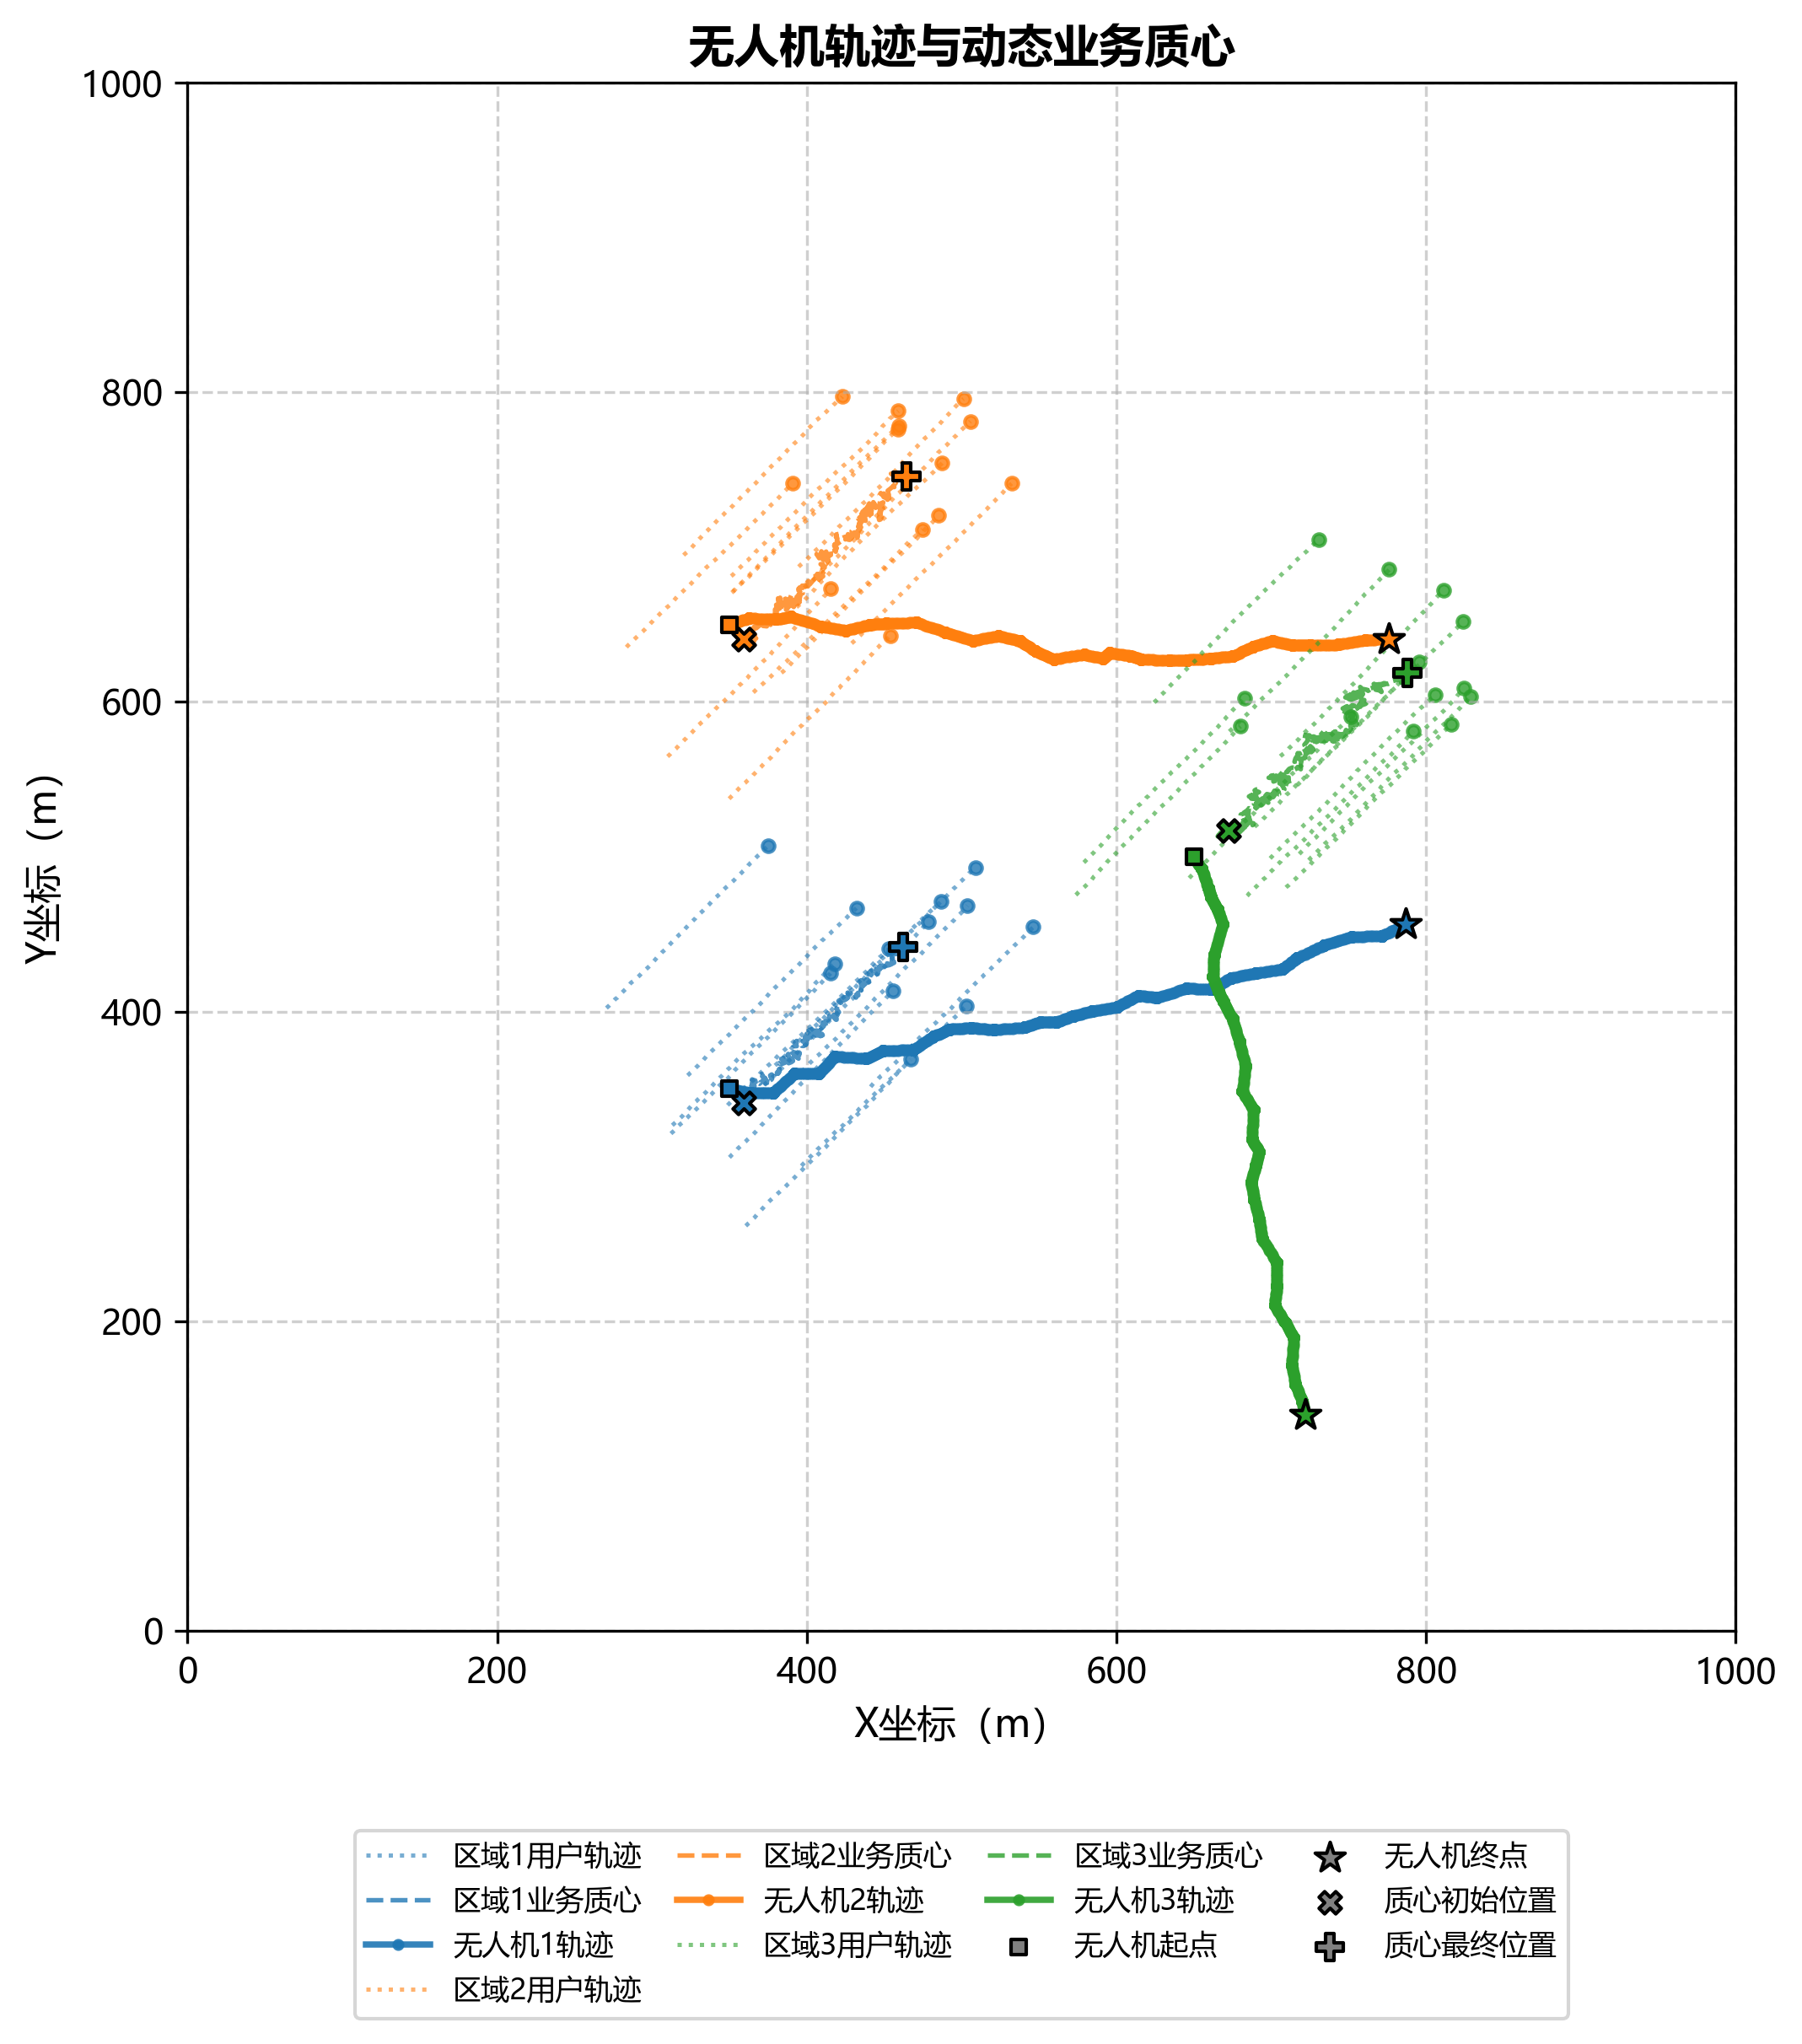 无人机轨迹与动态业务质心
1000
800
600
400
200
0
Y坐标（m）
0 200 400 600 800 1000
X坐标（m）
区域1用户轨迹
区域1业务质心
无人机1轨迹
区域2用户轨迹
区域2业务质心
无人机2轨迹
区域3用户轨迹
区域3业务质心
无人机3轨迹
无人机起点
无人机终点
质心初始位置
质心最终位置